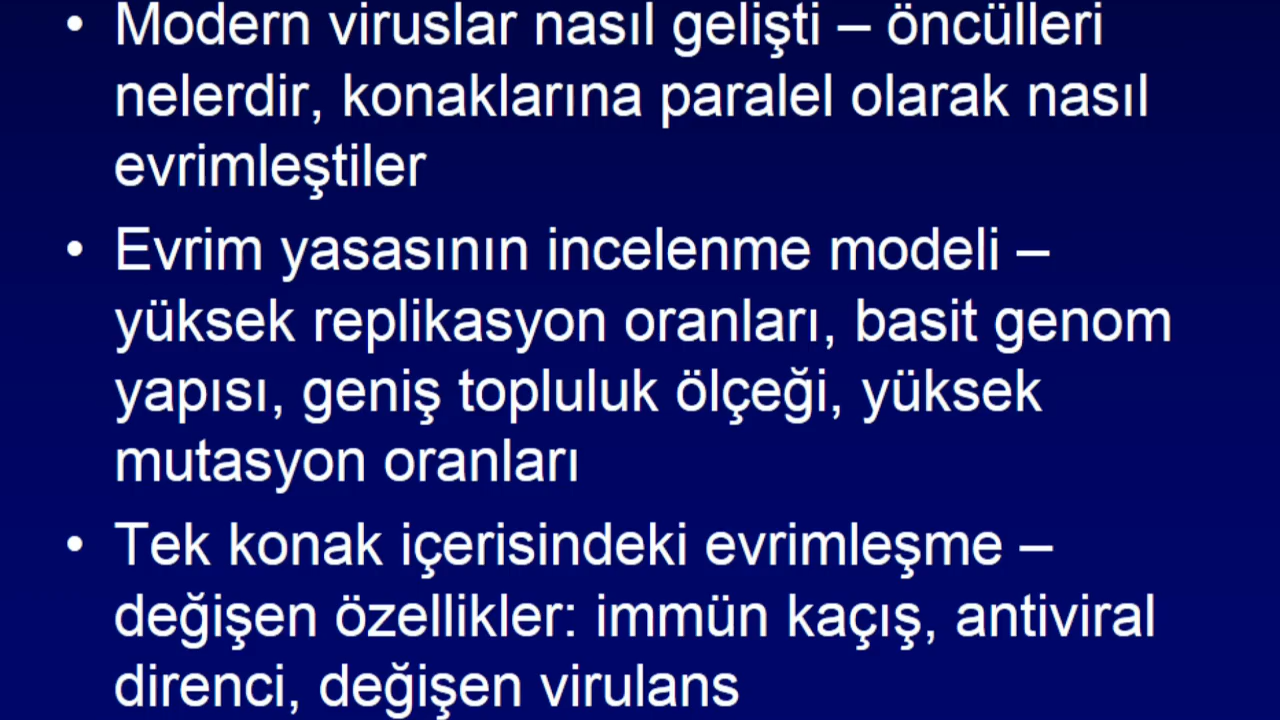 • Modern viruslar nasıl gelişti – öncülleri
nelerdir, konaklarına paralel olarak nasıl
evrimleştiler
• Evrim yasasının incelenme modeli –
yüksek replikasyon oranları, basit genom
yapısı, geniş topluluk ölçeği, yüksek
mutasyon oranları
• Tek konak içerisindeki evrimleşme –
değişen özellikler: immün kaçış, antiviral
direnci, değişen virulans